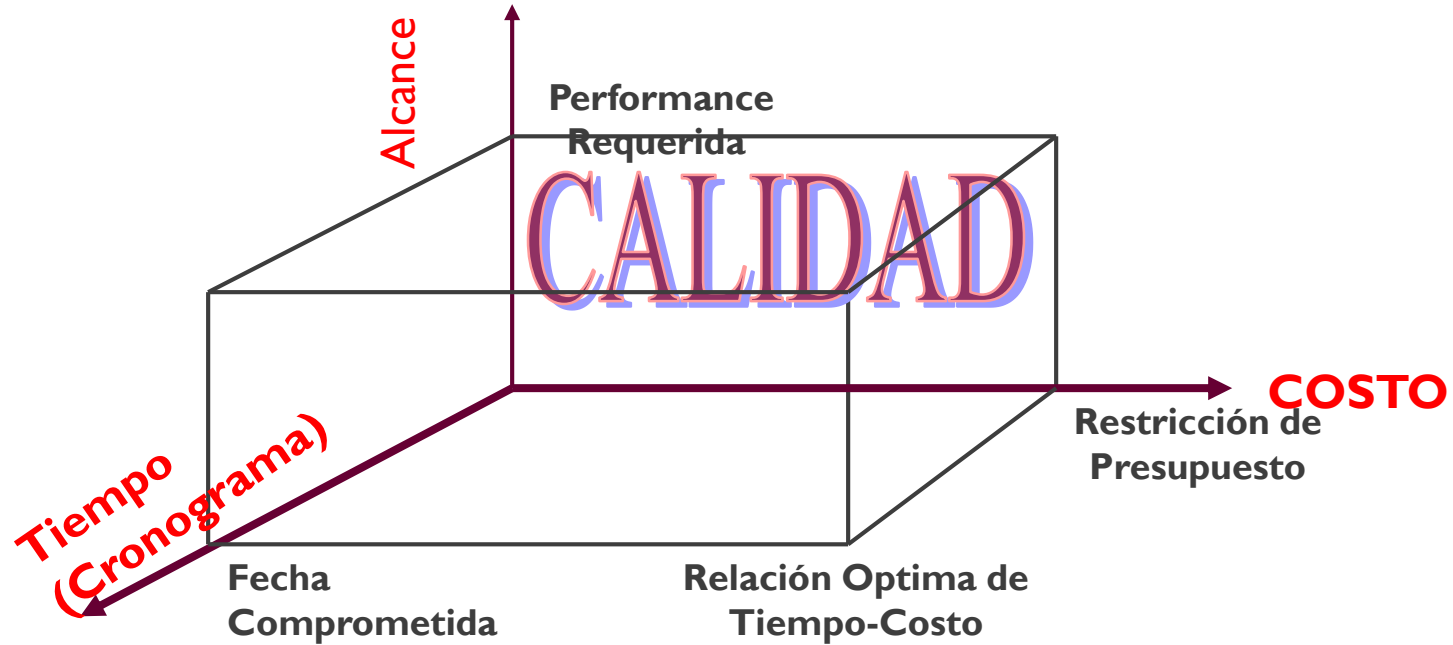 Alcance
Performance
Requerida
CALIDAD
COSTO
Restricción de
Presupuesto
Tiempo
(Cronograma)
Fecha
Comprometida
Relación Optima de
Tiempo-Costo